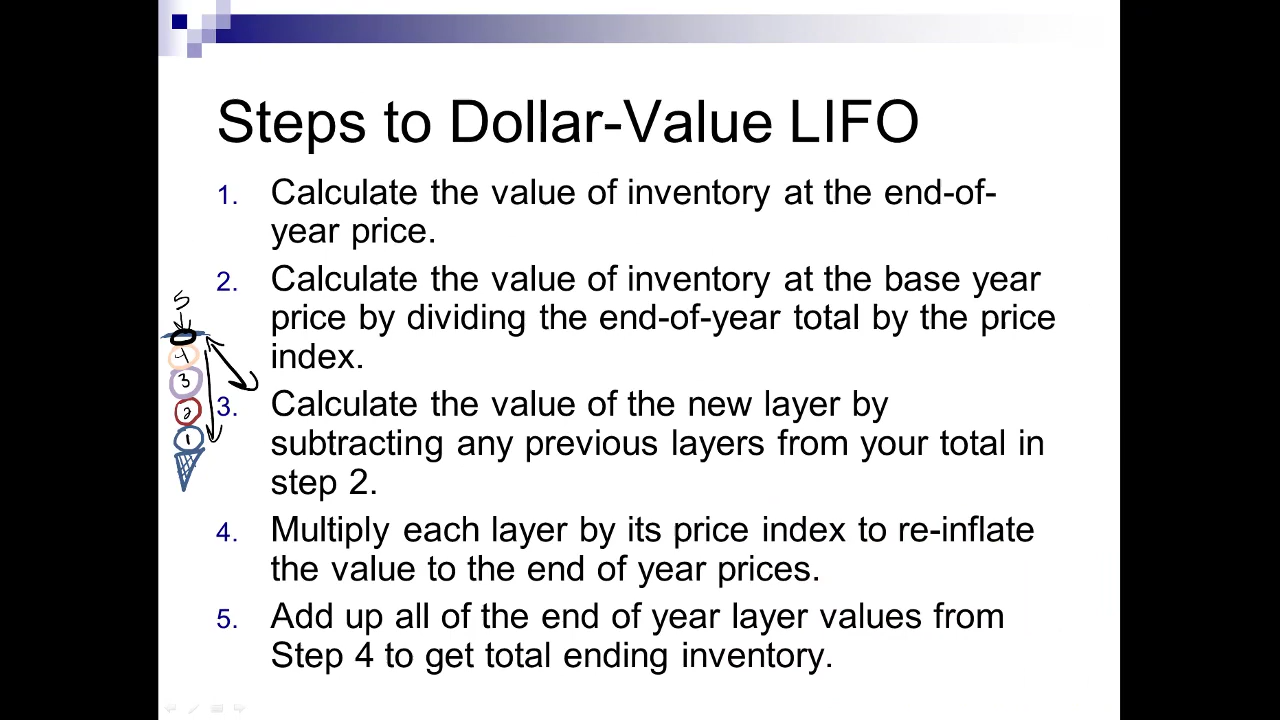 Steps to Dollar-Value LIFO
1. Calculate the value of inventory at the end-of-
year price.
2. Calculate the value of inventory at the base year
price by dividing the end-of-year total by the price
index.
3. Calculate the value of the new layer by
subtracting any previous layers from your total in
step 2.
4. Multiply each layer by its price index to re-inflate
the value to the end of year prices.
5. Add up all of the end of year layer values from
Step 4 to get total ending inventory.
5
4
3
2
1